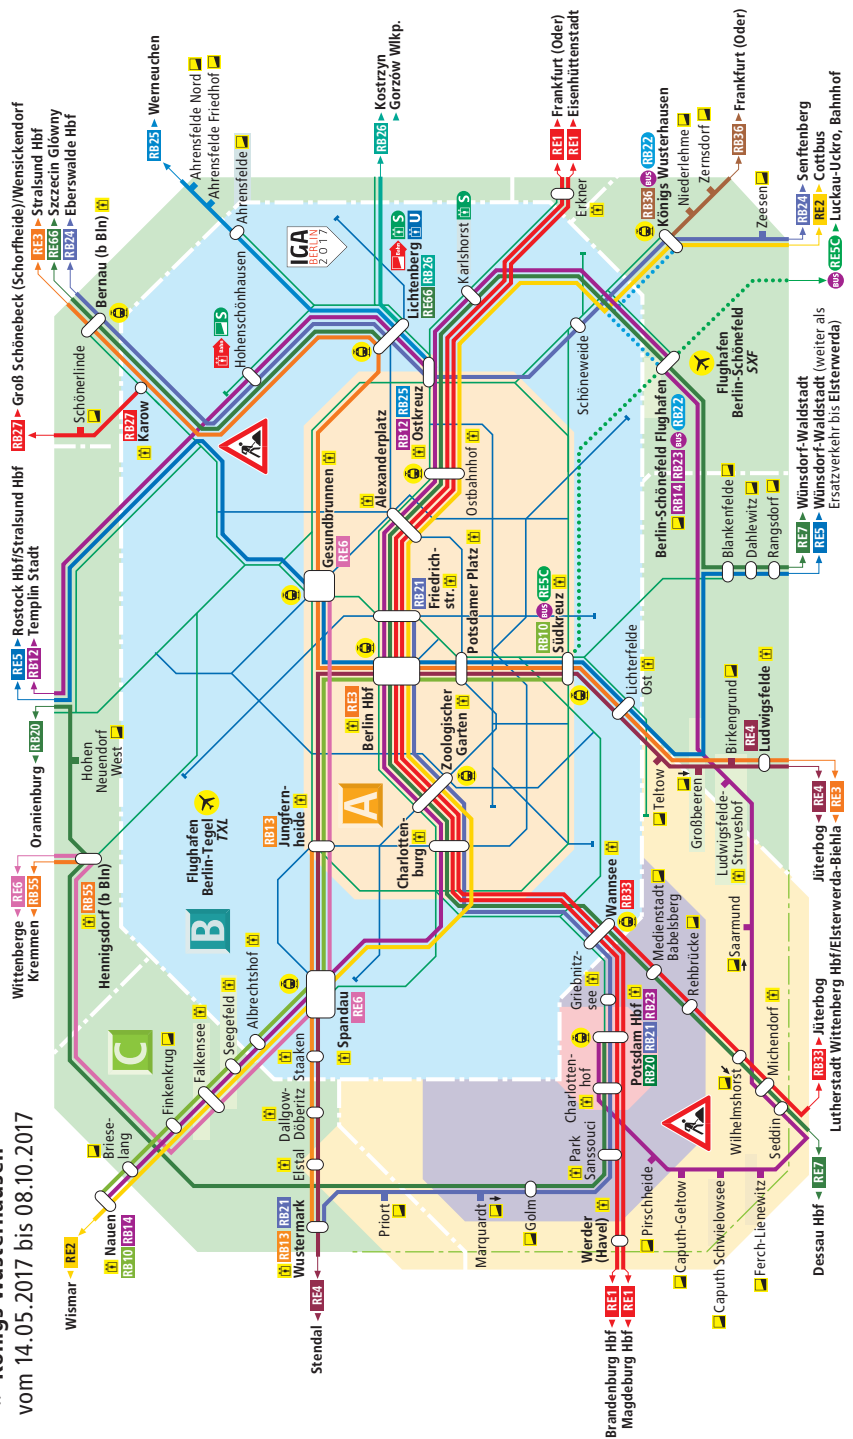 Königs Wusterhausen
vom 14.05.2017 bis 08.10.2017
Wismar
RE2
Nauen
RB10 RB14
Briese-
lang
Finkenkrug
Falkensee
Seegefeld
Albrechtshof
C
Wittenberge
RE6
Kremmen
RB55
RB55
Hennigsdorf (b Bln)
Oranienburg
RB20
Hohen
Neuendorf
West
RE5
Rostock Hbf/Stralsund Hbf
RB12
Templin Stadt
RB27
Groß Schönebeck (Schorfheide)/Wensickendorf
Schönerlinde
RB27
Karow
RE3
Stralsund Hbf
RE66
Szczecin Główny
RB24
Eberswalde Hbf
Bernau (b Bln)
RB25
Werneuchen
Ahrensfelde Nord
Ahrensfelde Friedhof
Ahrensfelde
Hohenschönhausen
S
B
Flughafen
Berlin-Tegel
TXL
IGA
BERLIN
2017
RB26
Kostrzyn
Gorzów Wlkp.
S
U
Lichtenberg
RE66 RB26
Stendal
RE4
RB13 RB21
Wustermark
Elstal
Dallgow-
Döberitz
Staaken
Spandau
RE6
RB13
Jungfern-
heide
A
RE3
Berlin Hbf
Gesundbrunnen
RE6
Alexanderplatz
RB12 RB25
Ostkreuz
Charlotten-
burg
Zoologischer
Garten
RB21
Friedrich-
str.
Potsdamer Platz
Ostbahnhof
Karlshorst
S
Erkner
RE1
Frankfurt (Oder)
RE1
Eisenhüttenstadt
RB10 BUS RE5C
Südkreuz
Lichterfelde
Ost
Schöneweide
RB36 BUS RB22
Königs Wusterhausen
Niederlehme
Zernsdorf
RB36
Frankfurt (Oder)
Zeesen
RB24
Senftenberg
RE2
Cottbus
BUS RE5C
Luckau-Uckro, Bahnhof
Berlin-Schönefeld Flughafen
RB14 RB23 BUS RB22
Flughafen
Berlin-Schönefeld
SXF
Priort
Marquardt
Golm
Park
Sanssouci
Charlotten-
hof
Potsdam Hbf
RB20 RB21 RB23
Griebnitz-
see
Wannsee
RB33
Medienstadt
Babelsberg
Rehbrücke
Teltow
Großbeeren
Birkengrund
RE4
Ludwigsfelde
Ludwigsfelde-
Struveshof
Saarmund
Blankenfelde
Dahlewitz
Rangsdorf
RE7
Wünsdorf-Waldstadt
RE5
Wünsdorf-Waldstadt (weiter als
Ersatzverkehr bis Elsterwerda)
Brandenburg Hbf
RE1
Magdeburg Hbf
RE1
Werder
(Havel)
Pirschheide
Caputh-Geltow
Caputh Schwielowsee
Ferch-Lienewitz
Wilhelmshorst
Michendorf
Seddin
Dessau Hbf
RE7
RB33
Jüterbog
Jüterbog
RE4
Lutherstadt Wittenberg Hbf/Elsterwerda-Biehla
RE3